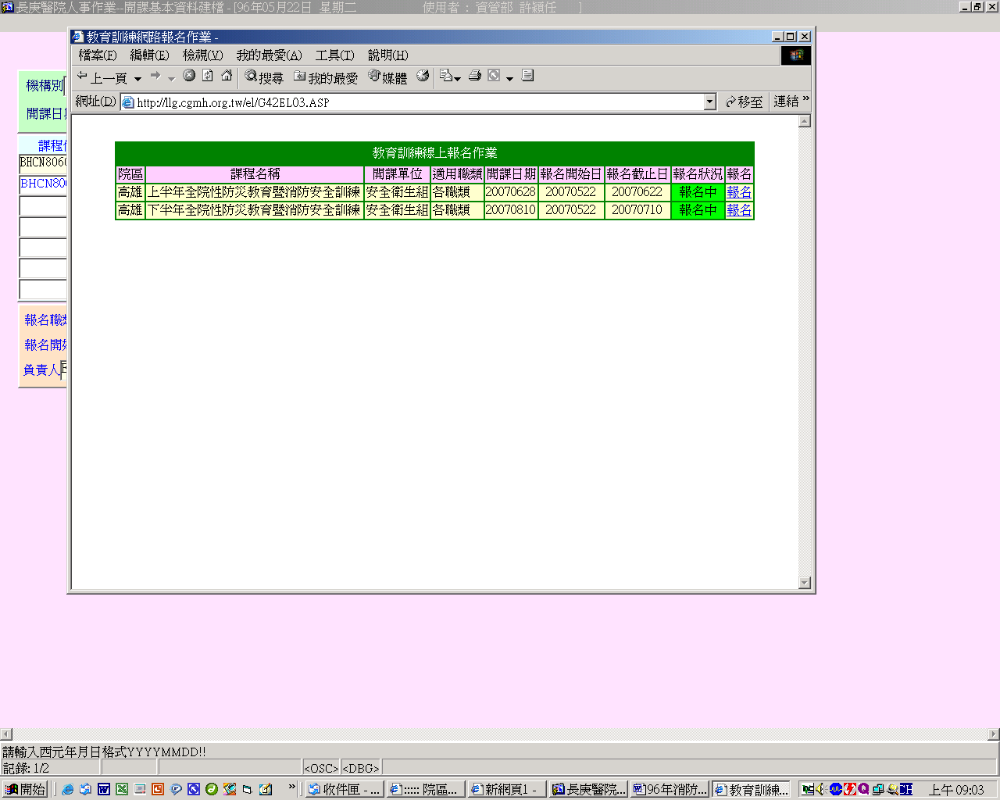 長庚醫院人事作業--開課基本資料建檔 - [96年05月22日 星期二 使用者 : 資管部 許穎任 ]
教育訓練網路報名作業 -
檔案(F) 編輯(E) 檢視(V) 我的最愛(A) 工具(T) 說明(H)
上一頁 搜尋 我的最愛 媒體
網址(D) http://llg.cgmh.org.tw/el/G42EL03.ASP 移至 連結 »
機構別
開課日
課程
BHCN806
BHCN80
報名職
報名開
負責人
教育訓練線上報名作業
院區 課程名稱 開課單位 適用職類 開課日期 報名開始日 報名截止日 報名狀況 報名
高雄 上半年全院性防災教育暨消防安全訓練 安全衛生組 各職類 20070628 20070522 20070622 報名中 報名
高雄 下半年全院性防災教育暨消防安全訓練 安全衛生組 各職類 20070810 20070522 20070710 報名中 報名
請輸入西元年月日格式YYYYMMDD!!
記錄: 1/2 <OSC> <DBG>
開始 » 收件匣 - ... ::::: 院區... 新網頁1 - 長庚醫院... 96年消防... 教育訓練... CH 上午 09:03